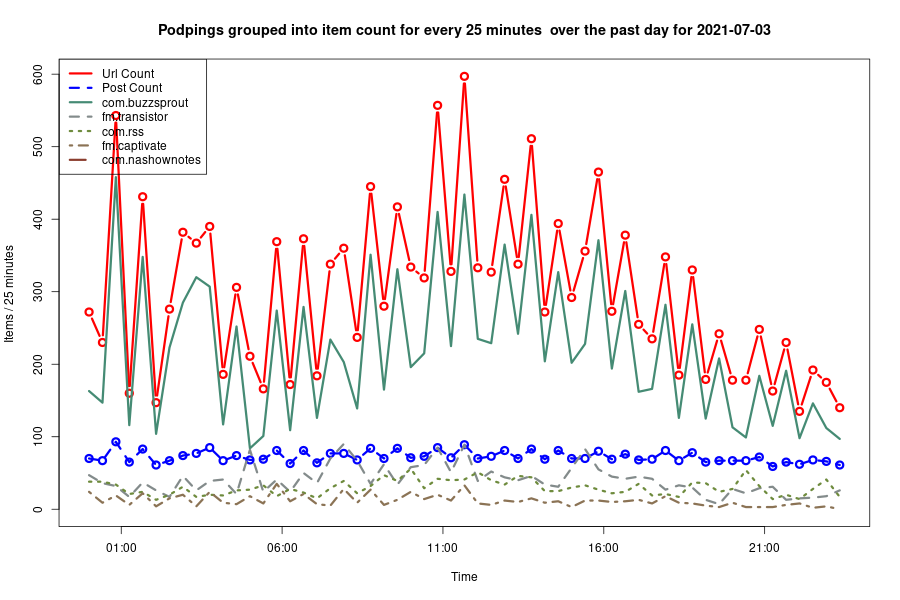 Podpings grouped into item count for every 25 minutes  over the past day for 2021-07-03
Url Count
Post Count
com.buzzsprout
fm.transistor
com.rss
fm.captivate
com.nashownotes
Items / 25 minutes
600
500
400
300
200
100
0
01:00 06:00 11:00 16:00 21:00
Time